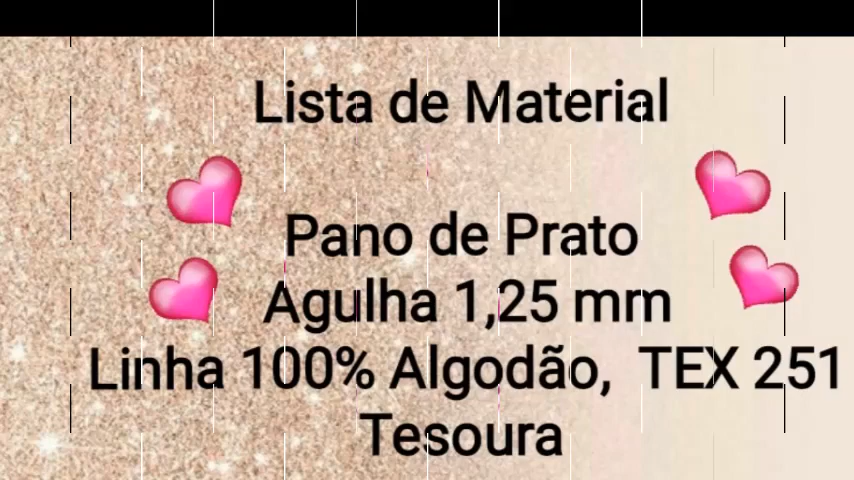 Lista de Material
Pano de Prato
Agulha 1,25 mm
Linha 100% Algodão, TEX 251
Tesoura